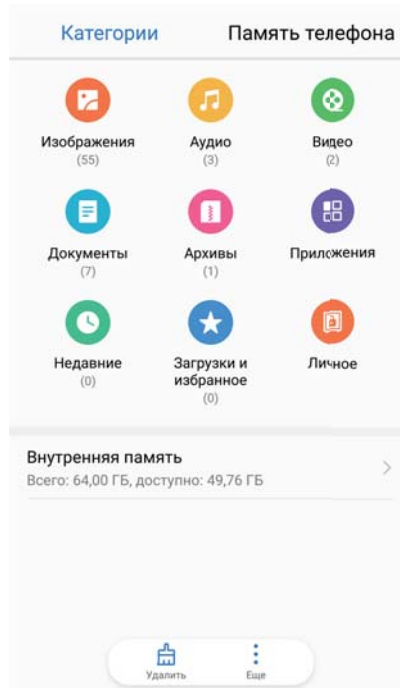 Категории Память телефона
Изображения Аудио Видео
(55) (3) (2)
Документы Архивы Приложения
(7) (1)
Недавние Загрузки и Личное
(0) избранное
(0)
Внутренняя память
Всего: 64,00 ГБ, доступно: 49,76 ГБ
Удалить Еще